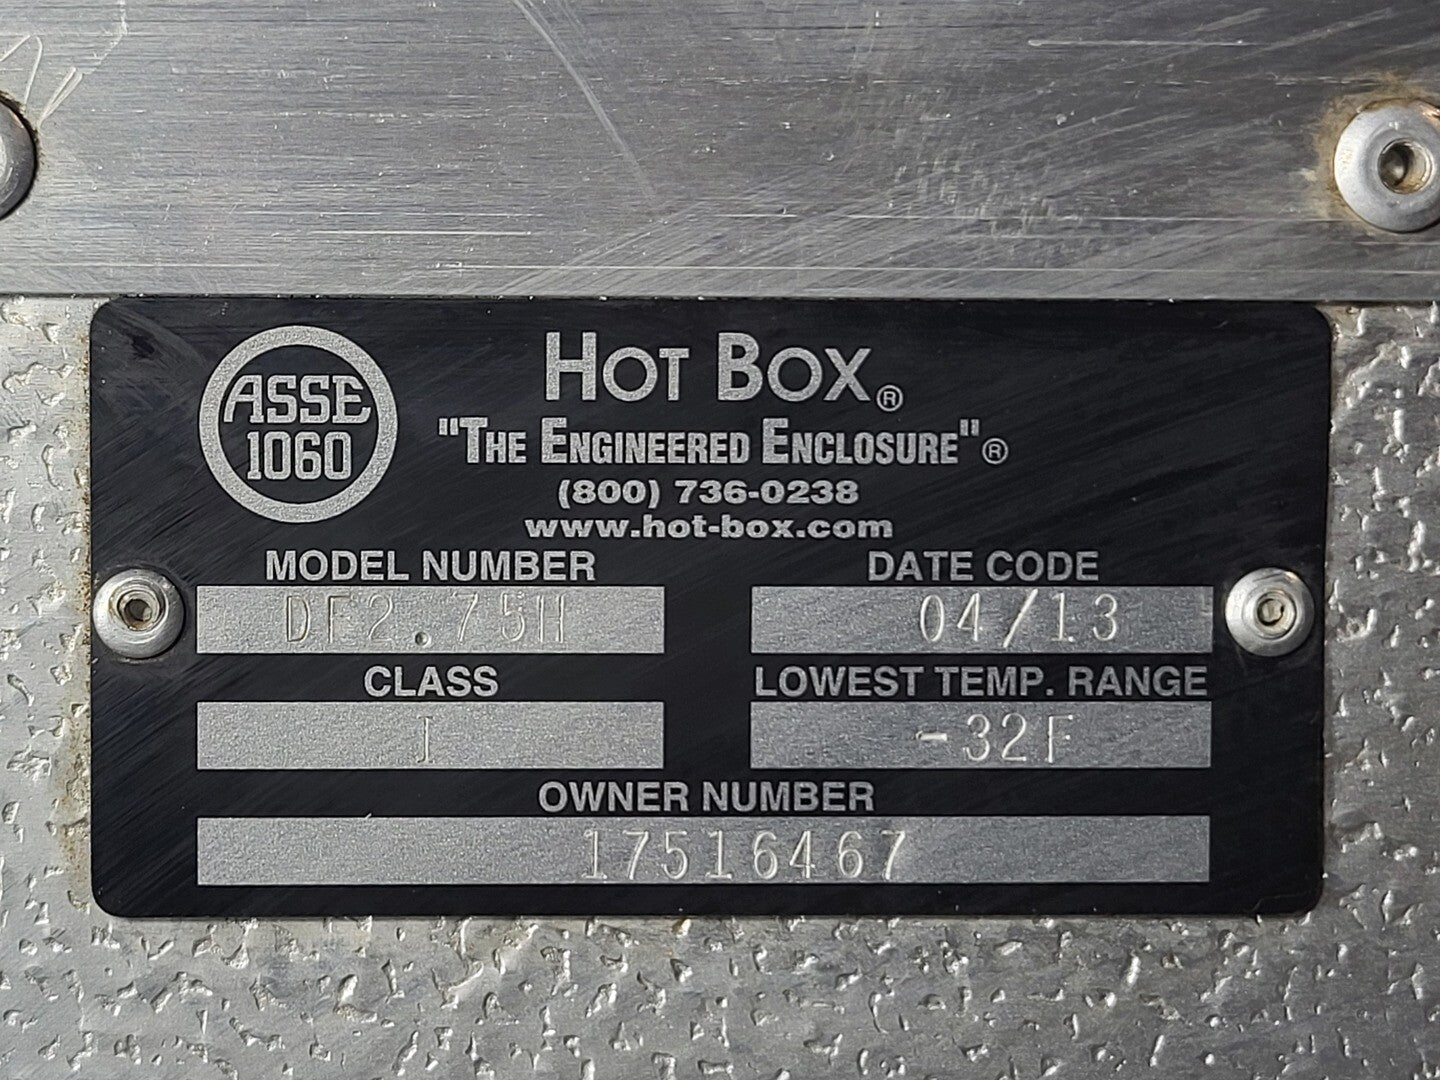 ASSE
1060
HOT BOX®
"THE ENGINEERED ENCLOSURE"®
(800) 736-0238
www.hot-box.com
MODEL NUMBER
DF2.75H
DATE CODE
04/13
CLASS
I
LOWEST TEMP. RANGE
-32F
OWNER NUMBER
17516467